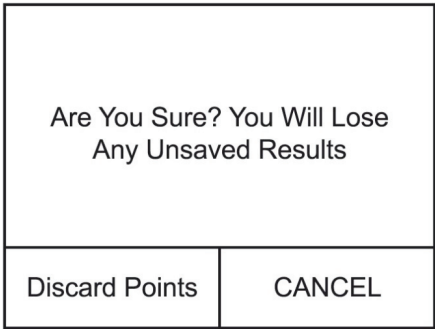 Are You Sure? You Will Lose
Any Unsaved Results
Discard Points
CANCEL